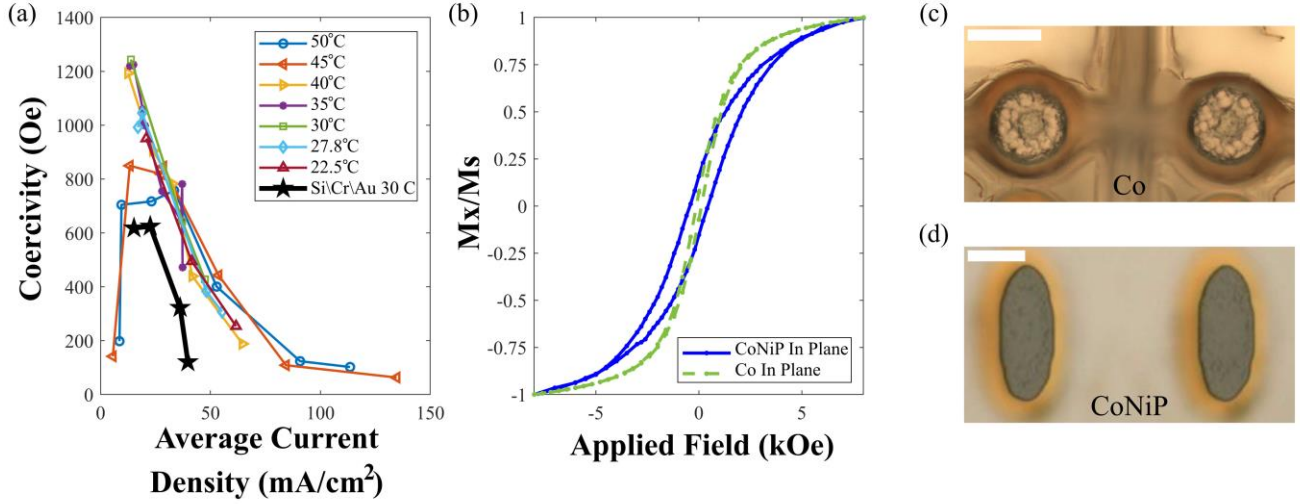 (a)
1400
1200
1000
800
600
400
200
0
Coercivity (Oe)
50°C
45°C
40°C
35°C
30°C
27.8°C
22.5°C
Si\Cr\Au 30 C
0
50
100
150
Average Current
Density (mA/cm²)
(b)
1
0.75
0.5
0.25
0
-0.25
-0.5
-0.75
-1
Mx/Ms
CoNiP In Plane
Co In Plane
-5
0
5
Applied Field (kOe)
(c)
Co
(d)
CoNiP